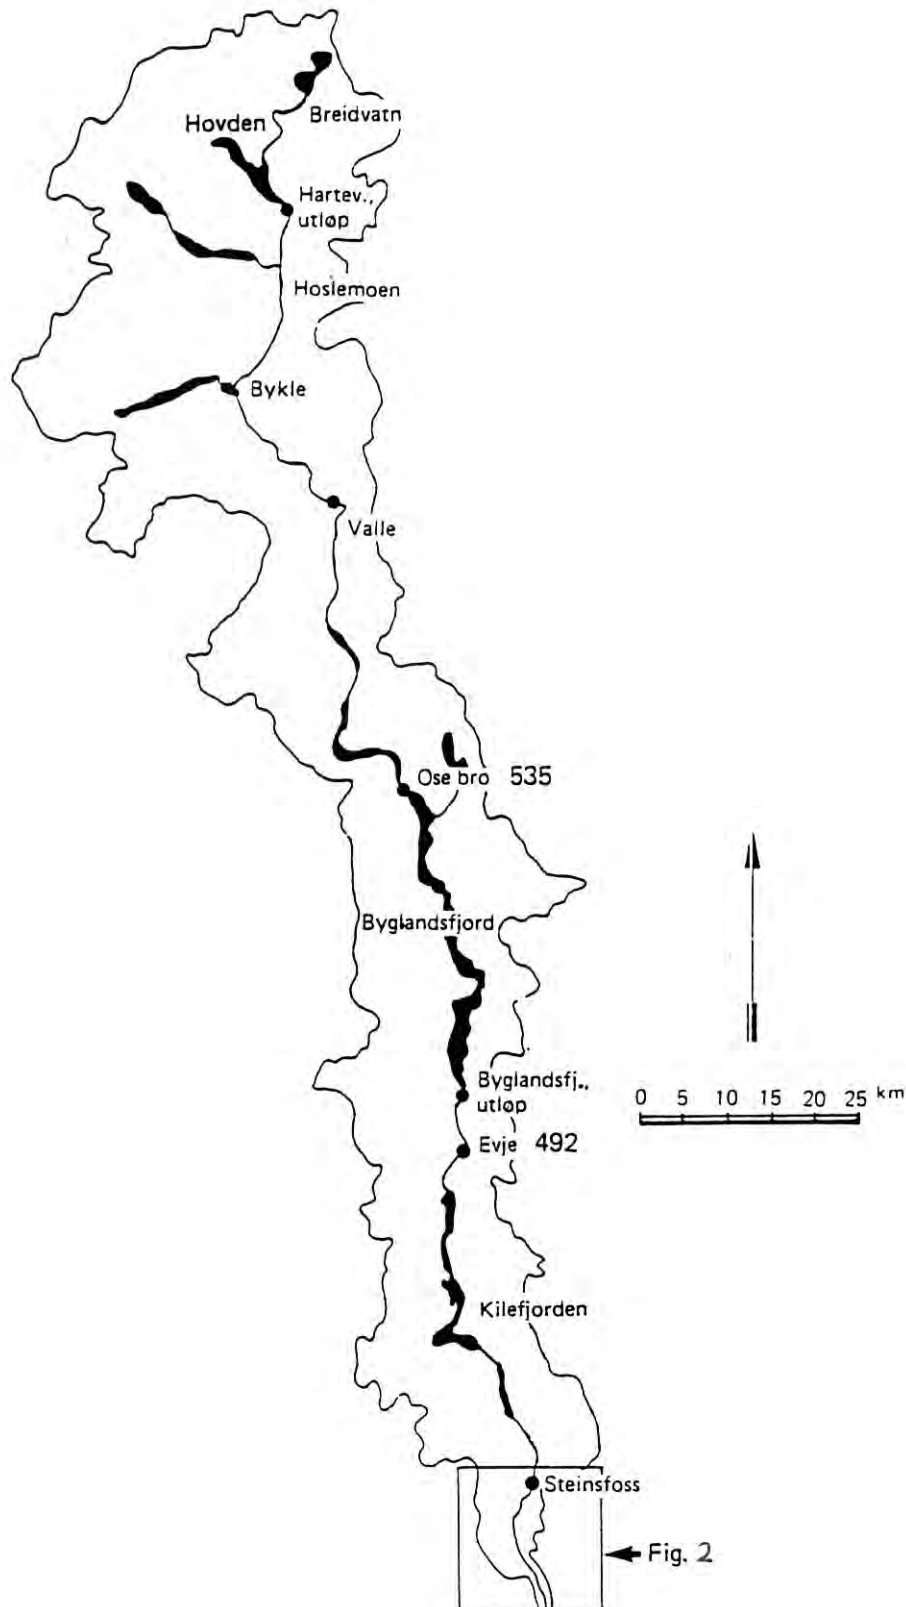 Breidvatn
Hovden
Hartev.,
utløp
Hoslemoen
Bykle
Valle
Ose bro 535
Byglandsfjord
Byglandsfj.,
utløp
0 5 10 15 20 25 km
Evje 492
Kilefjorden
Steinsfoss
Fig. 2